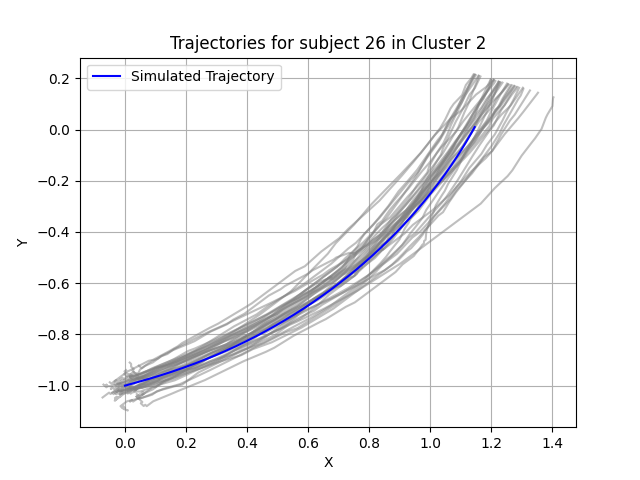 Trajectories for subject 26 in Cluster 2
Simulated Trajectory
0.2
0.0
−0.2
−0.4
−0.6
−0.8
−1.0
Y
0.0 0.2 0.4 0.6 0.8 1.0 1.2 1.4
X